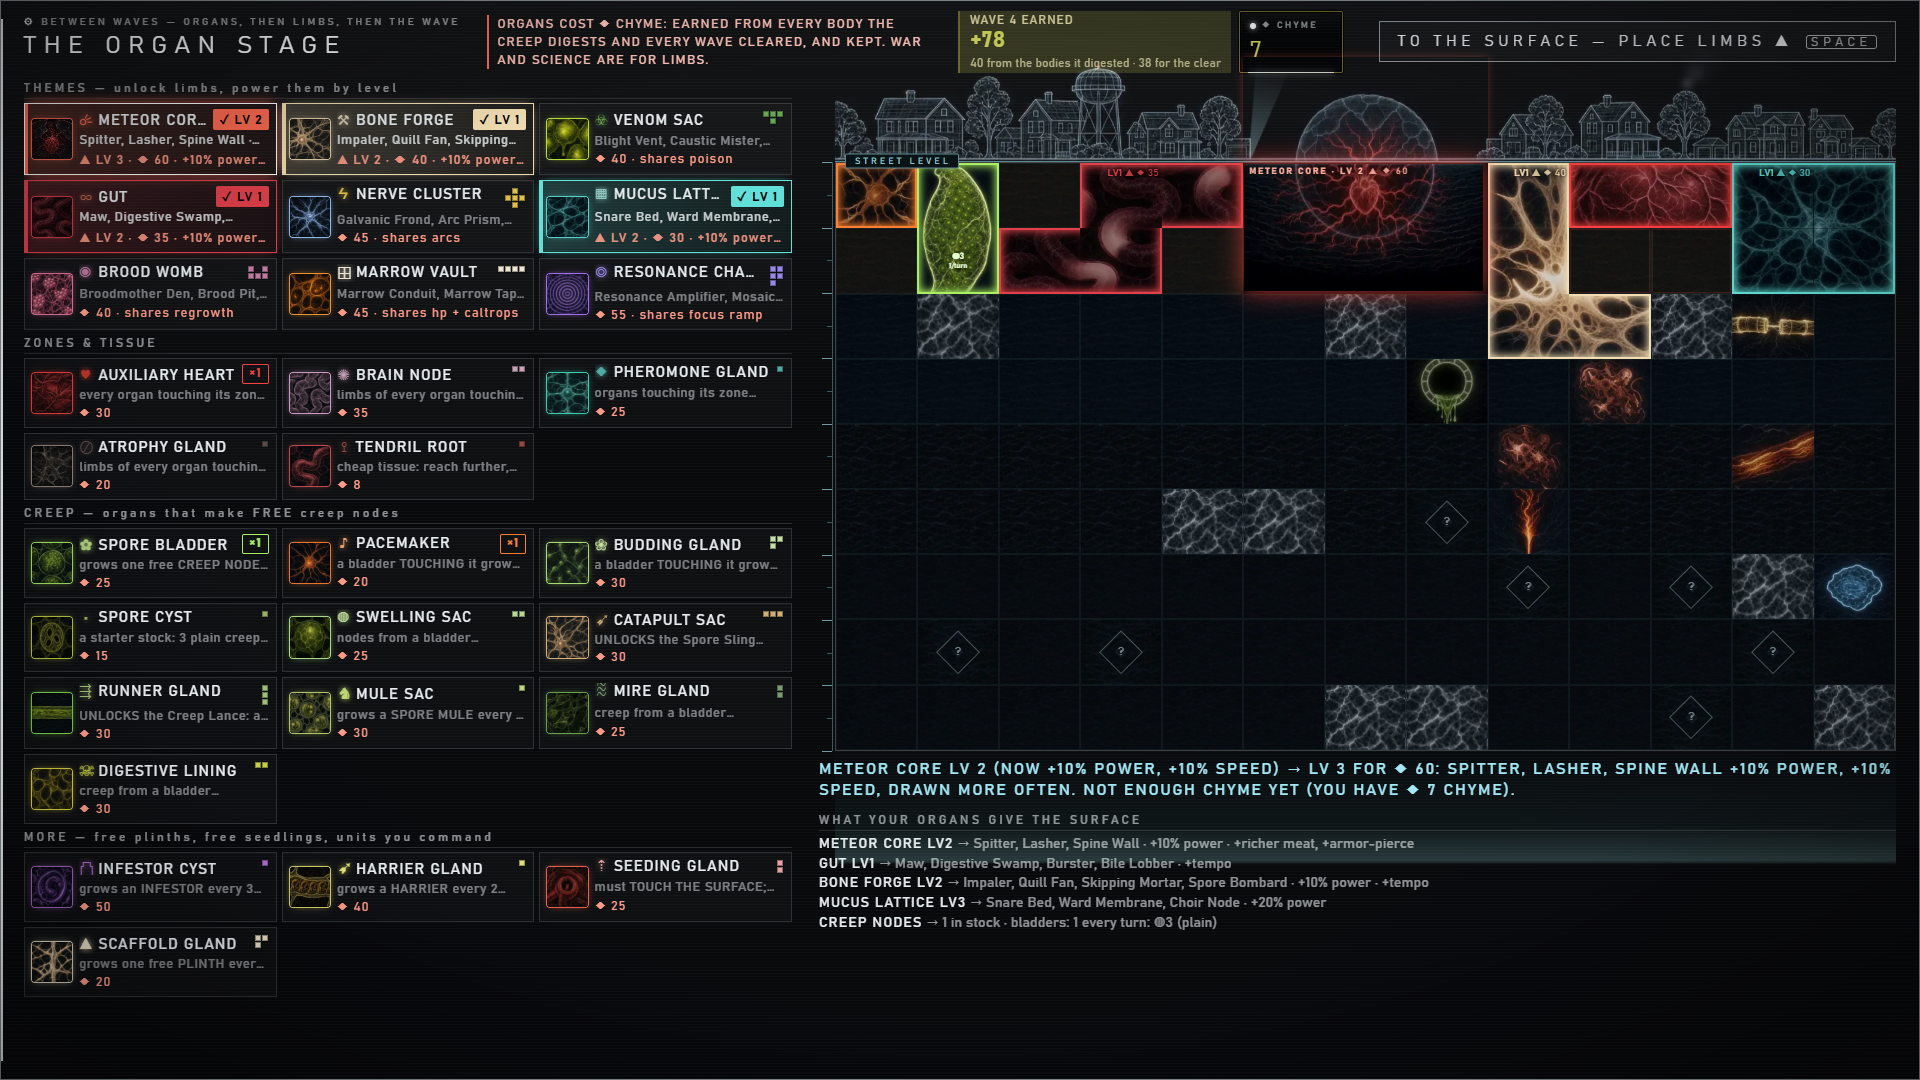 BETWEEN WAVES — ORGANS, THEN LIMBS, THEN THE WAVE
THE ORGAN STAGE
ORGANS COST ◆ CHYME: EARNED FROM EVERY BODY THE
CREEP DIGESTS AND EVERY WAVE CLEARED, AND KEPT. WAR
AND SCIENCE ARE FOR LIMBS.
WAVE 4 EARNED
+78
40 from the bodies it digested · 38 for the clear
◆ CHYME
7
TO THE SURFACE — PLACE LIMBS ▲ SPACE
THEMES — unlock limbs, power them by level
METEOR COR… ✓ LV 2
Spitter, Lasher, Spine Wall ·…
▲ LV 3 · ◆ 60 · +10% power…
BONE FORGE ✓ LV 1
Impaler, Quill Fan, Skipping…
▲ LV 2 · ◆ 40 · +10% power…
VENOM SAC
Blight Vent, Caustic Mister,…
◆ 40 · shares poison
GUT ✓ LV 1
Maw, Digestive Swamp,…
▲ LV 2 · ◆ 35 · +10% power…
NERVE CLUSTER
Galvanic Frond, Arc Prism,…
◆ 45 · shares arcs
MUCUS LATT… ✓ LV 1
Snare Bed, Ward Membrane,…
▲ LV 2 · ◆ 30 · +10% power…
BROOD WOMB
Broodmother Den, Brood Pit,…
◆ 40 · shares regrowth
MARROW VAULT
Marrow Conduit, Marrow Tap…
◆ 45 · shares hp + caltrops
RESONANCE CHA…
Resonance Amplifier, Mosaic…
◆ 55 · shares focus ramp
ZONES & TISSUE
AUXILIARY HEART ×1
every organ touching its zon…
◆ 30
BRAIN NODE
limbs of every organ touchin…
◆ 35
PHEROMONE GLAND
organs touching its zone…
◆ 25
ATROPHY GLAND
limbs of every organ touchin…
◆ 20
TENDRIL ROOT
cheap tissue: reach further,…
◆ 8
CREEP — organs that make FREE creep nodes
SPORE BLADDER ×1
grows one free CREEP NODE…
◆ 25
PACEMAKER ×1
a bladder TOUCHING it grow…
◆ 20
BUDDING GLAND
a bladder TOUCHING it grow…
◆ 30
SPORE CYST
a starter stock: 3 plain creep…
◆ 15
SWELLING SAC
nodes from a bladder…
◆ 25
CATAPULT SAC
UNLOCKS the Spore Sling…
◆ 30
RUNNER GLAND
UNLOCKS the Creep Lance: a…
◆ 30
MULE SAC
grows a SPORE MULE every …
◆ 30
MIRE GLAND
creep from a bladder…
◆ 25
DIGESTIVE LINING
creep from a bladder…
◆ 30
MORE — free plinths, free seedlings, units you command
INFESTOR CYST
grows an INFESTOR every 3…
◆ 50
HARRIER GLAND
grows a HARRIER every 2…
◆ 40
SEEDING GLAND
must TOUCH THE SURFACE;…
◆ 25
SCAFFOLD GLAND
grows one free PLINTH ever…
◆ 20
STREET LEVEL
LV1 ▲ ◆ 35
METEOR CORE · LV 2 ▲ ◆ 60
LV1 ▲ ◆ 40
LV1 ▲ ◆ 30
3
1/turn
?
?
?
?
?
?
?
METEOR CORE LV 2 (NOW +10% POWER, +10% SPEED) → LV 3 FOR ◆ 60: SPITTER, LASHER, SPINE WALL +10% POWER, +10%
SPEED, DRAWN MORE OFTEN. NOT ENOUGH CHYME YET (YOU HAVE ◆ 7 CHYME).
WHAT YOUR ORGANS GIVE THE SURFACE
METEOR CORE LV2 → Spitter, Lasher, Spine Wall · +10% power · +richer meat, +armor-pierce
GUT LV1 → Maw, Digestive Swamp, Burster, Bile Lobber · +tempo
BONE FORGE LV2 → Impaler, Quill Fan, Skipping Mortar, Spore Bombard · +10% power · +tempo
MUCUS LATTICE LV3 → Snare Bed, Ward Membrane, Choir Node · +20% power
CREEP NODES → 1 in stock · bladders: 1 every turn: 3 (plain)